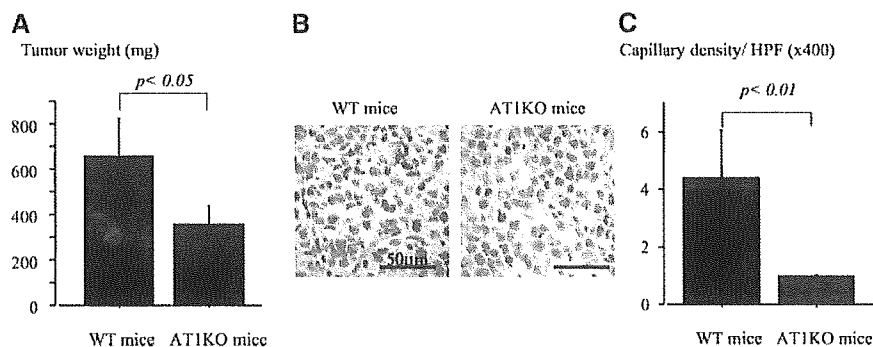 A
Tumor weight (mg)
p< 0.05
800
600
400
200
0
WT mice AT1KO mice
B
WT mice AT1KO mice
50μm
C
Capillary density/ HPF (x400)
p< 0.01
6
4
2
0
WT mice AT1KO mice